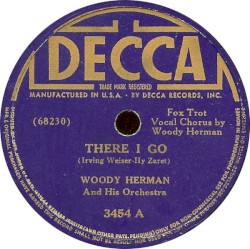 DECCA
TRADE MARK REGISTERED
MANUFACTURED IN U.S.A. · BY DECCA RECORDS, INC.
(68230)
Fox Trot
Vocal Chorus by
Woody Herman
THERE I GO
(Irving Weiser-Hy Zaret)
WOODY HERMAN
And His Orchestra
3454 A